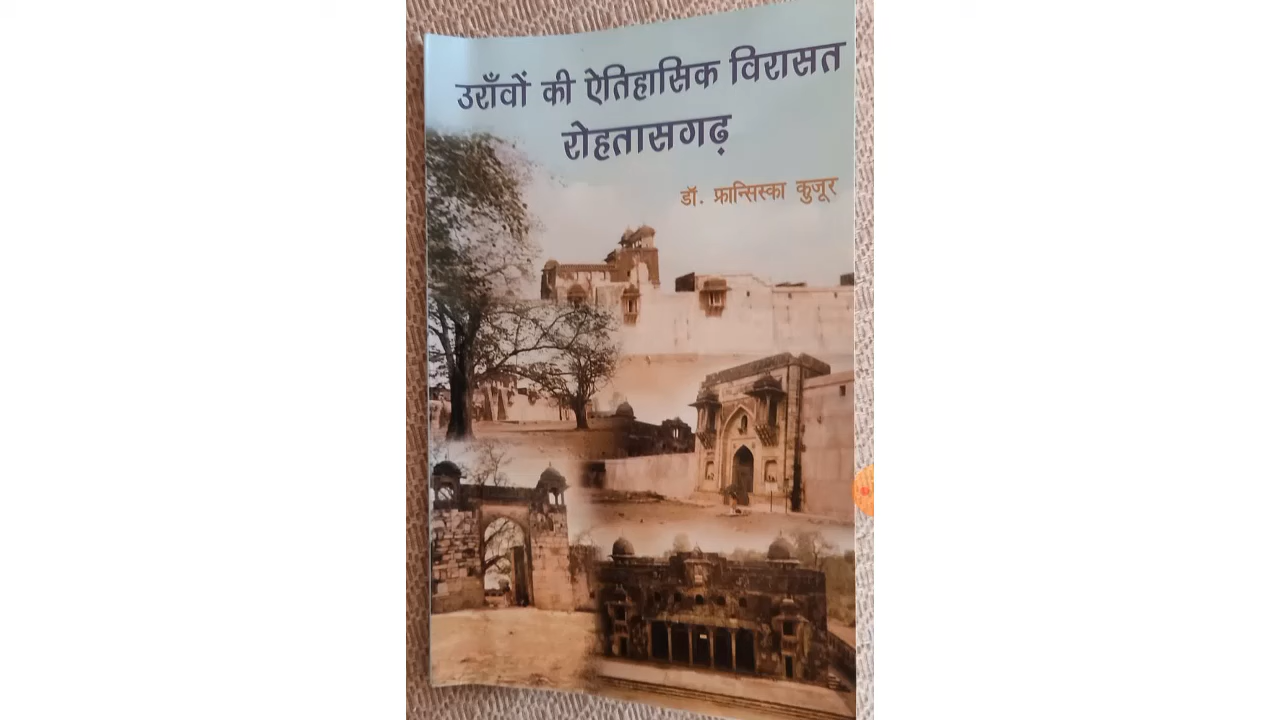 उराँवों की ऐतिहासिक विरासत
रोहतासगढ़
डॉ. फ्रान्सिस्का कुजूर